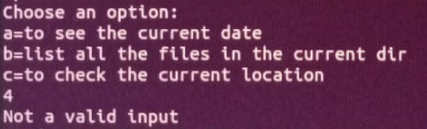 Choose an option:
a=to see the current date
b=list all the files in the current dir
c=to check the current location
4
Not a valid input